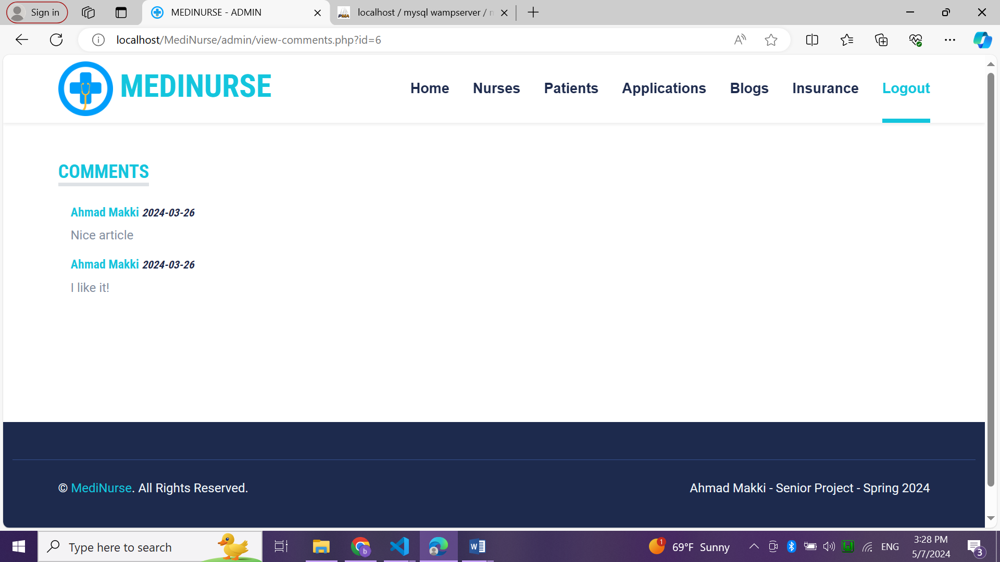 Sign in
MEDINURSE - ADMIN
localhost / mysql wampserver /
localhost/MediNurse/admin/view-comments.php?id=6
MEDINURSE
Home Nurses Patients Applications Blogs Insurance Logout
COMMENTS
Ahmad Makki 2024-03-26
Nice article
Ahmad Makki 2024-03-26
I like it!
© MediNurse. All Rights Reserved.
Ahmad Makki - Senior Project - Spring 2024
Type here to search
1
69°F Sunny
ENG
3:28 PM
5/7/2024
3